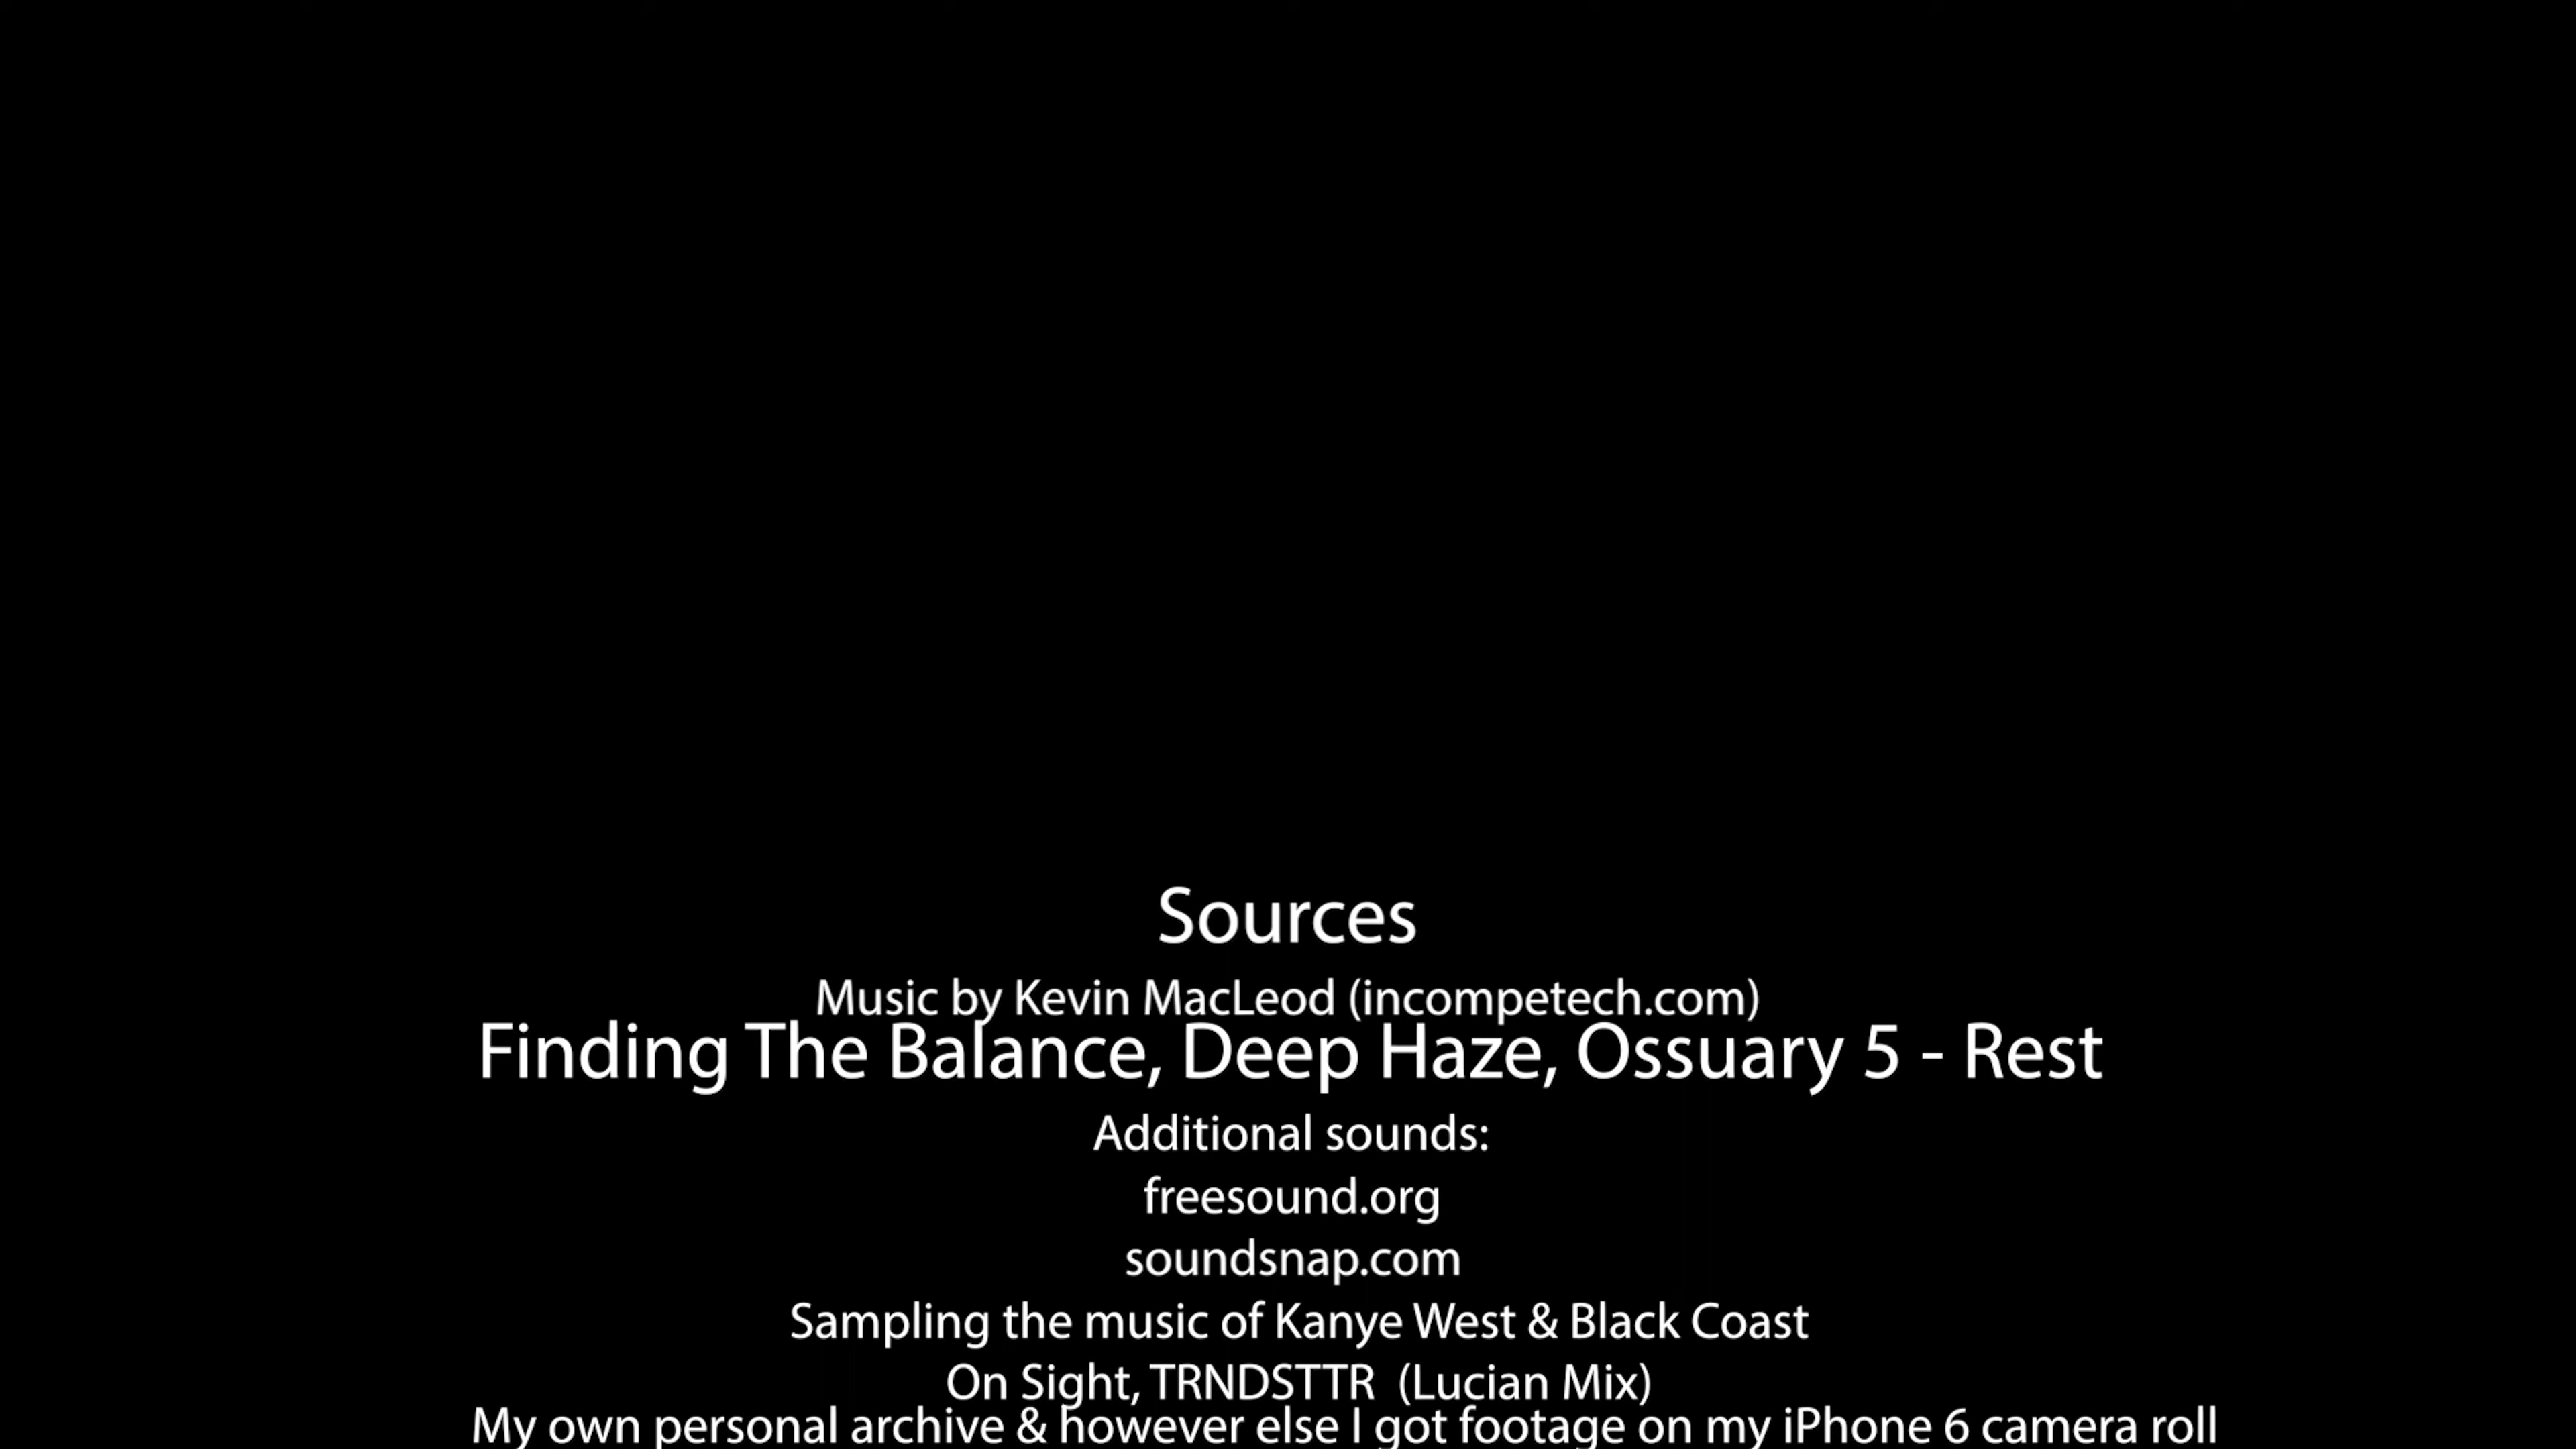 Sources
Music by Kevin MacLeod (incompetech.com)
Finding The Balance, Deep Haze, Ossuary 5 - Rest
Additional sounds:
freesound.org
soundsnap.com
Sampling the music of Kanye West & Black Coast
On Sight, TRNDSTTR (Lucian Mix)
My own personal archive & however else I got footage on my iPhone 6 camera roll